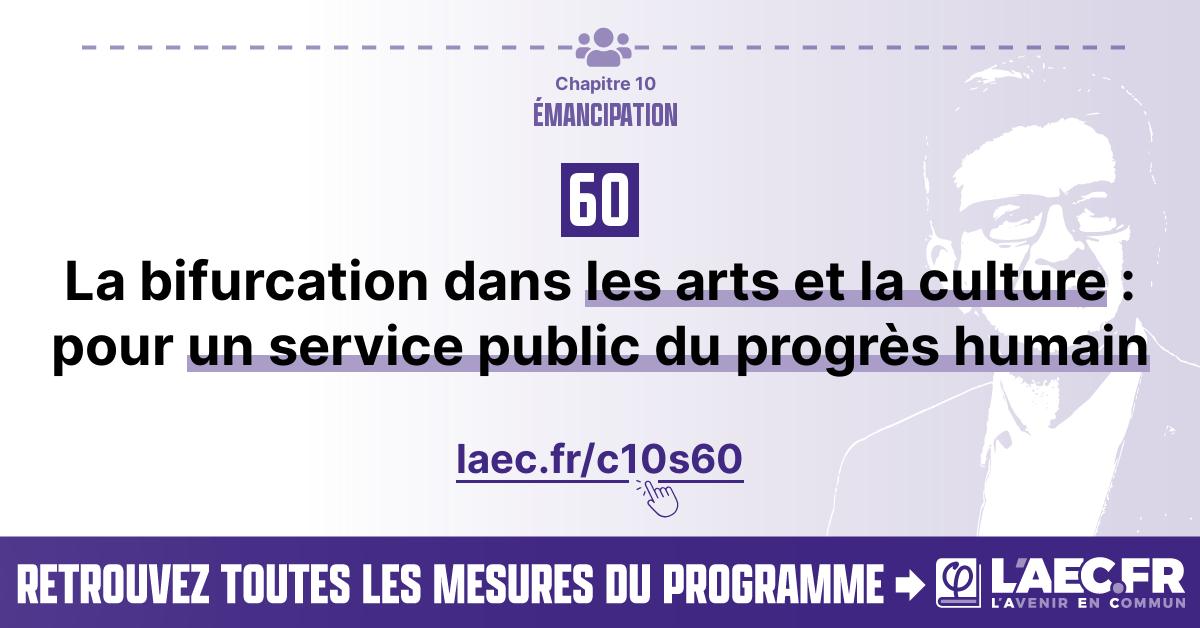 Chapitre 10
ÉMANCIPATION
60
La bifurcation dans les arts et la culture :
pour un service public du progrès humain
laec.fr/c10s60
RETROUVEZ TOUTES LES MESURES DU PROGRAMME
L'AEC.FR
L'AVENIR EN COMMUN